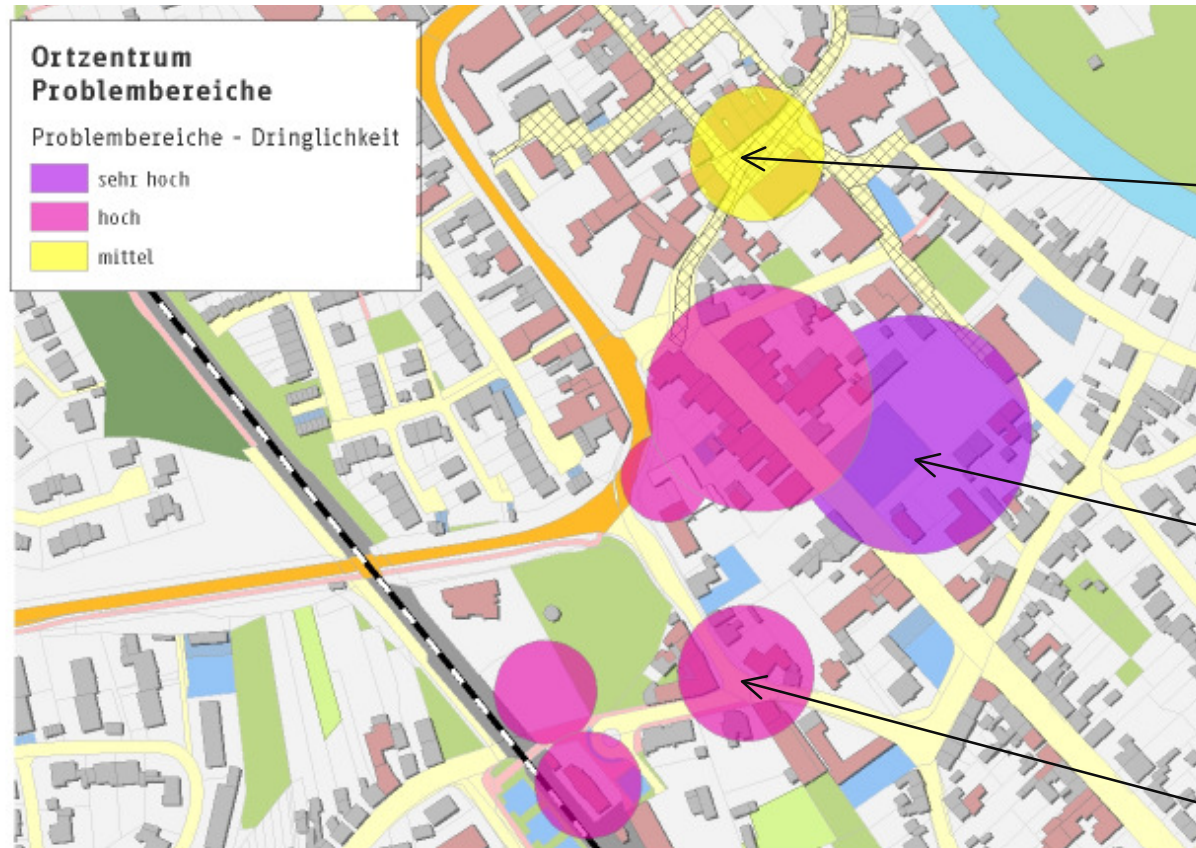 Ortzentrum
Problembereiche
Problembereiche - Dringlichkeit
sehr hoch
hoch
mittel